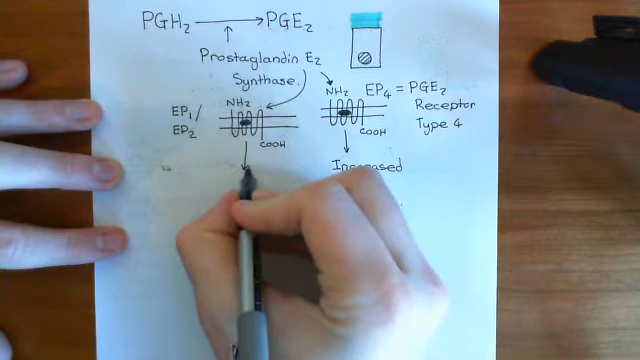 PGH₂ → PGE₂
Prostaglandin E₂
Synthase.
NH₂
EP₁/
EP₂
COOH
NH₂
EP₄ = PGE₂
Receptor
Type 4
COOH
Increased